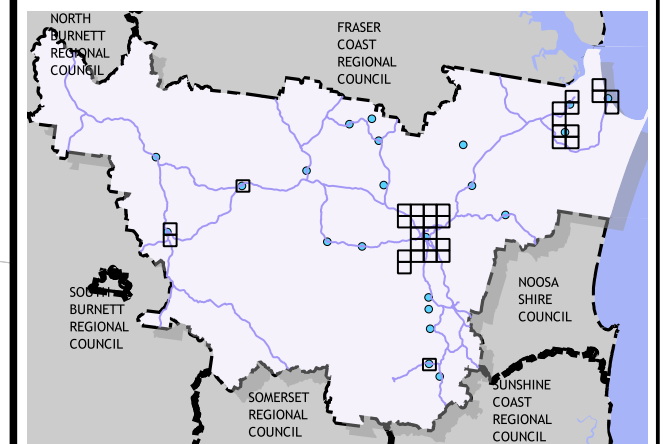 NORTH
BURNETT
REGIONAL
COUNCIL
FRASER
COAST
REGIONAL
COUNCIL
NOOSA
SHIRE
COUNCIL
SOUTH
BURNETT
REGIONAL
COUNCIL
SOMERSET
REGIONAL
COUNCIL
SUNSHINE
COAST
REGIONAL
COUNCIL